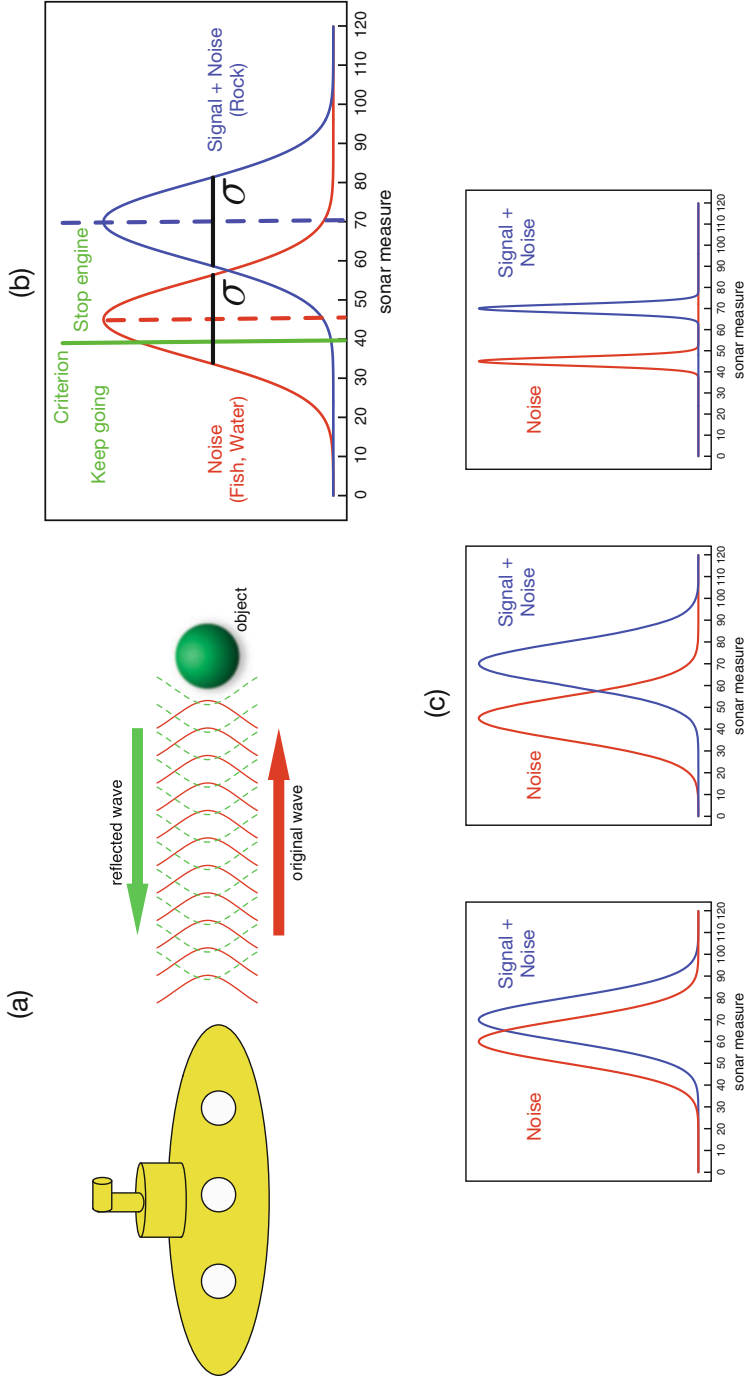 (a)
reflected wave
original wave
object
(b)
Criterion
Keep going
Stop engine
Noise
(Fish, Water)
Signal + Noise
(Rock)
σ
σ
0 10 20 30 40 50 60 70 80 90 100 110 120
sonar measure
(c)
Noise
Signal +
Noise
0 10 20 30 40 50 60 70 80 90 100 110 120
sonar measure
Noise
Signal +
Noise
0 10 20 30 40 50 60 70 80 90 100 110 120
sonar measure
Noise
Signal +
Noise
0 10 20 30 40 50 60 70 80 90 100 110 120
sonar measure